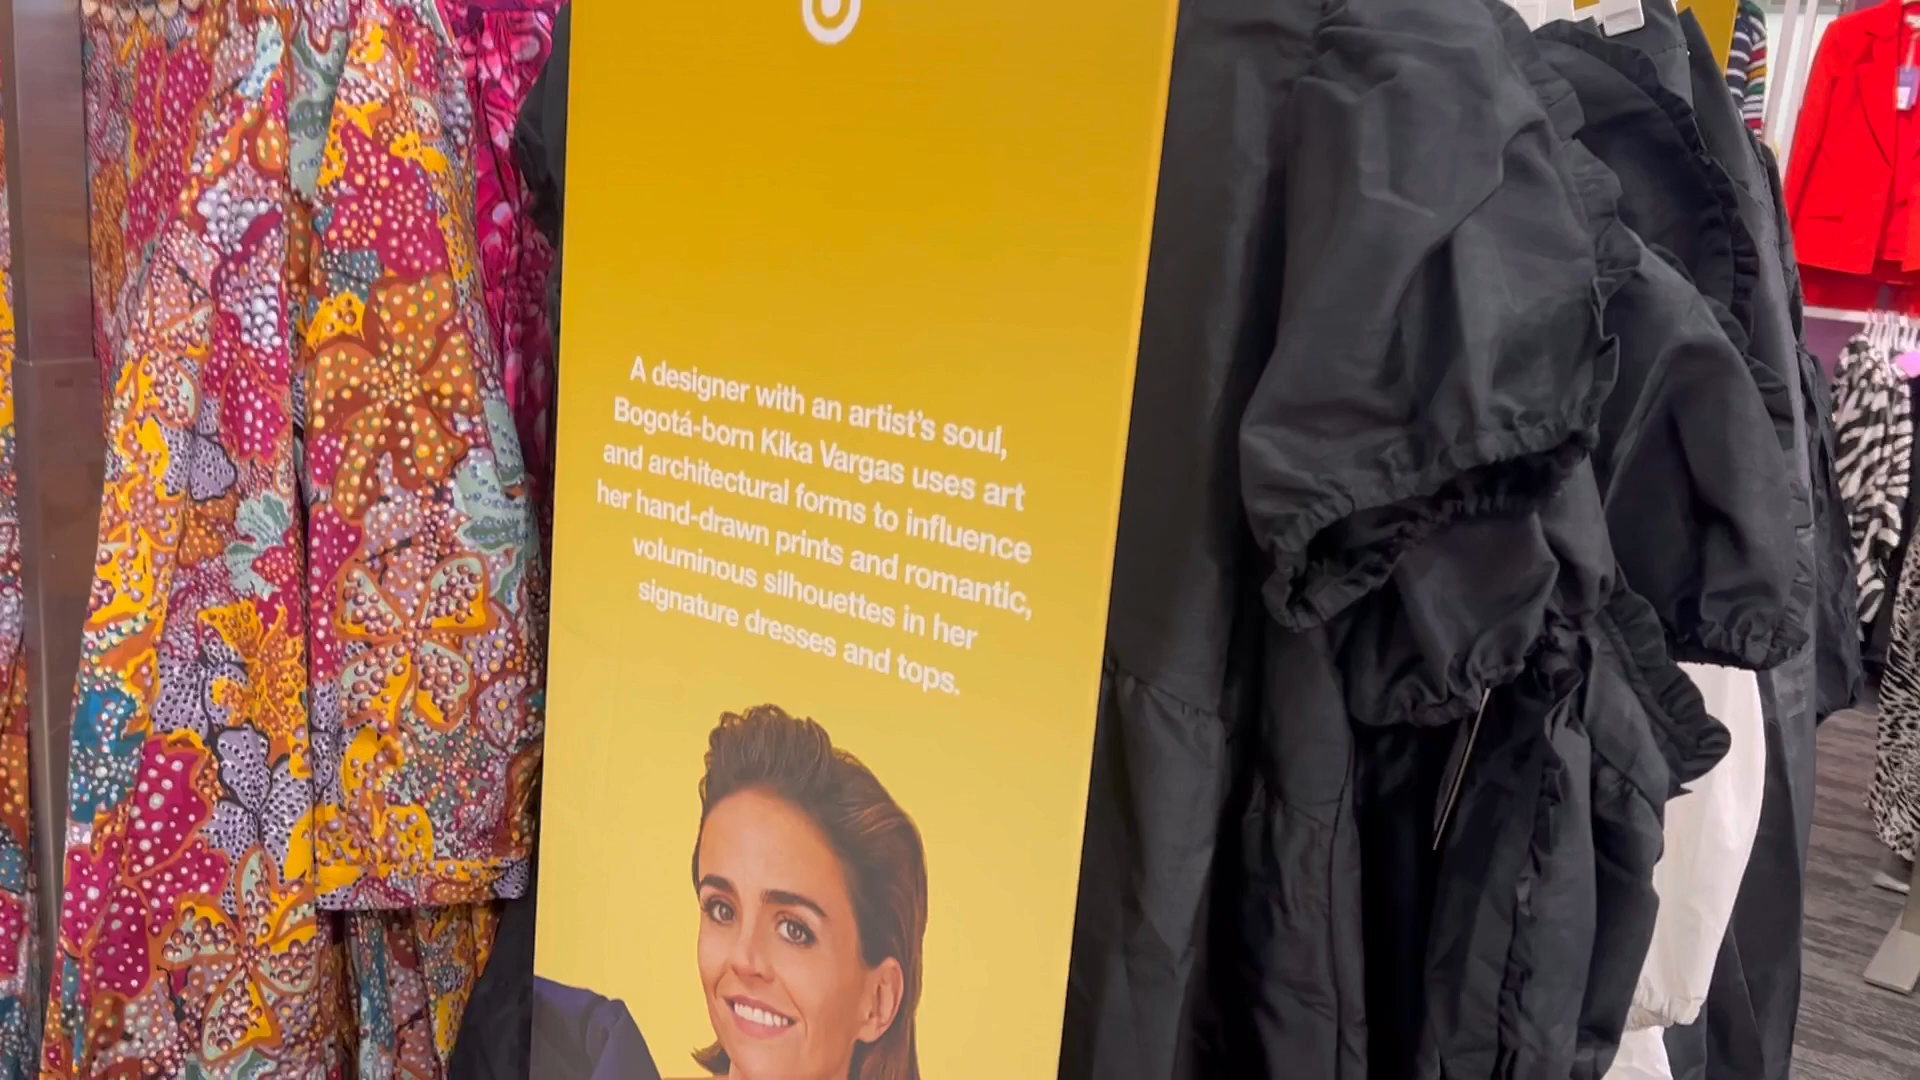 A designer with an artist's soul,
Bogotá-born Kika Vargas uses art
and architectural forms to influence
her hand-drawn prints and romantic,
voluminous silhouettes in her
signature dresses and tops.